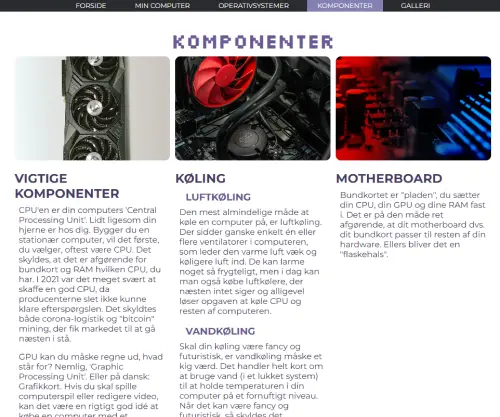 FORSIDE MIN COMPUTER OPERATIVSYSTEMER KOMPONENTER GALLERI
KOMPONENTER
VIGTIGE
KOMPONENTER
CPU'en er din computers 'Central
Processing Unit'. Lidt ligesom din
hjerne er hos dig. Bygger du en
stationær computer, vil det første,
du vælger, oftest være CPU. Det
skyldes, at det er afgørende for
bundkort og RAM hvilken CPU, du
har. I 2021 var det meget svært at
skaffe en god CPU, da
producenterne slet ikke kunne
klare efterspørgslen. Det skyldtes
både corona-logistik og "bitcoin"
mining, der fik markedet til at gå
næsten i stå.
GPU kan du måske regne ud, hvad
står for? Nemlig, 'Graphic
Processing Unit'. Eller på dansk:
Grafikkort. Hvis du skal spille
computerspil eller redigere video,
kan det være en rigtig god idé at
købe en computer med et
KØLING
LUFTKØLING
Den mest almindelige måde at
køle en computer på, er luftkøling.
Der sidder ganske enkelt én eller
flere ventilatorer i computeren,
som leder den varme luft væk og
køligere luft ind. De kan larme
noget så frygteligt, men i dag kan
man også købe luftkølere, der
næsten intet siger og alligevel
løser opgaven at køle CPU og
resten af computeren.
VANDKØLING
Skal din køling være fancy og
futuristisk, er vandkøling måske et
kig værd. Det handler helt kort om
at bruge vand (i et lukket system)
til at holde temperaturen i din
computer på et fornuftigt niveau.
Når det kan være fancy og
futuristisk, så skyldes det
MOTHERBOARD
Bundkortet er "pladen", du sætter
din CPU, din GPU og dine RAM fast
i. Det er på den måde ret
afgørende, at dit motherboard dvs.
dit bundkort passer til resten af din
hardware. Ellers bliver det en
"flaskehals".